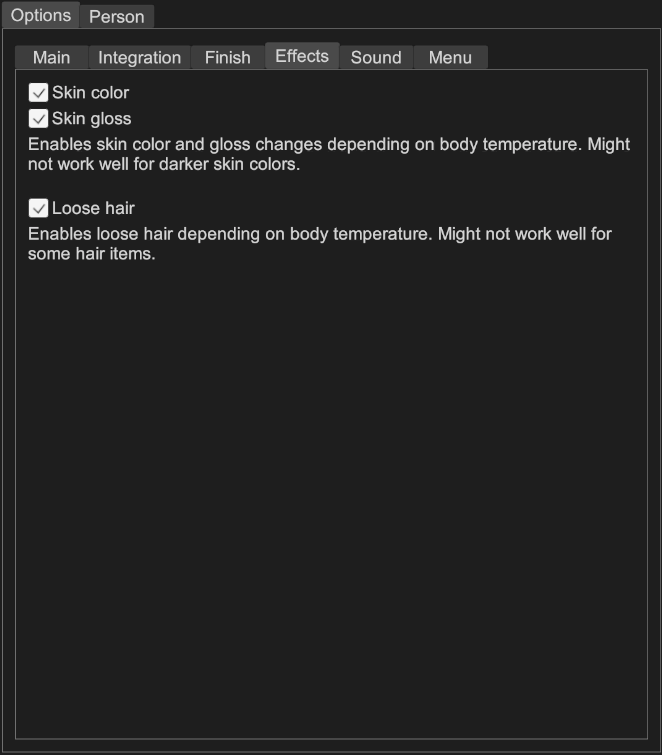 Options Person
Main Integration Finish Effects Sound Menu
Skin color
Skin gloss
Enables skin color and gloss changes depending on body temperature. Might
not work well for darker skin colors.
Loose hair
Enables loose hair depending on body temperature. Might not work well for
some hair items.